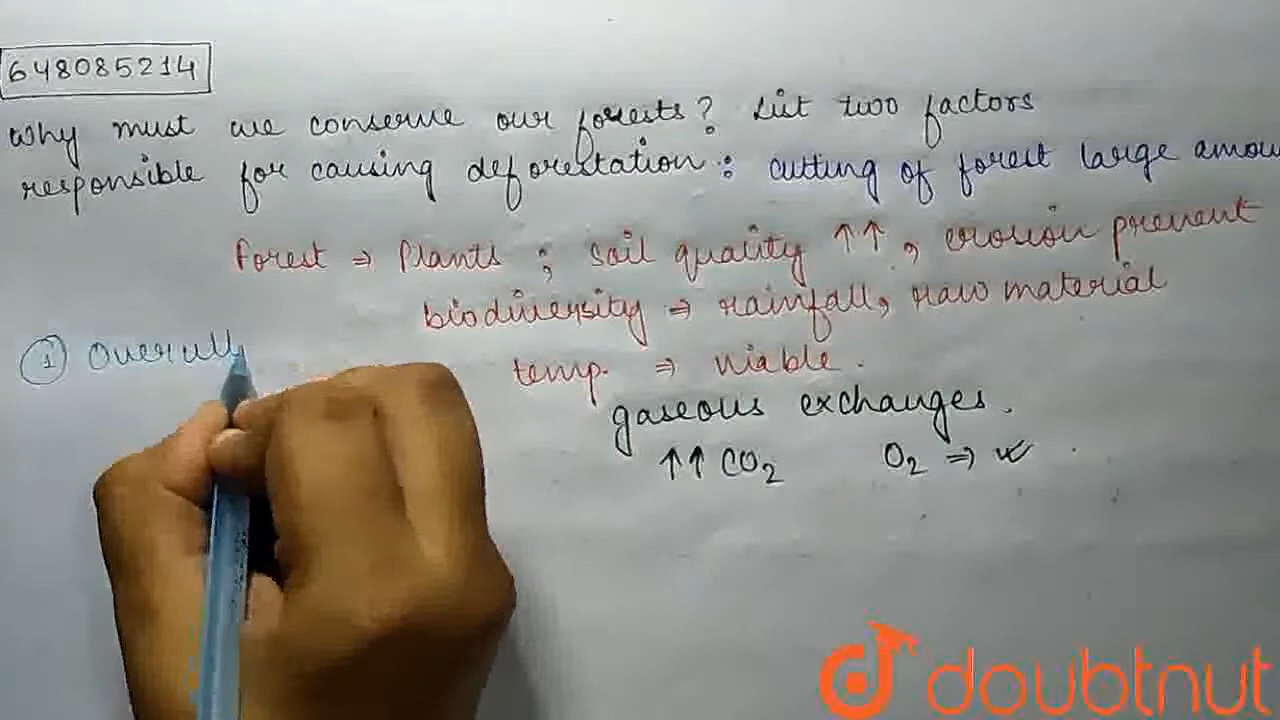 648085214
Why must we conserve our forests? List two factors
responsible for causing deforestation: cutting of forest large amou
Forest ⇒ Plants ; soil quality ↑↑, erosion prevent
biodiversity ⇒ rainfall, raw material
temp. ⇒ viable.
① Overall
gaseous exchanges.
↑↑ CO₂ O₂ ⇒
doubtnut